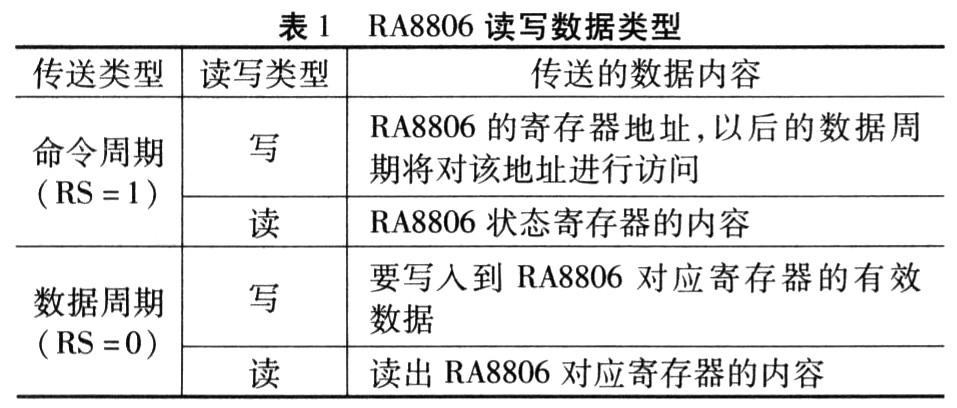 表 1 RA8806 读写数据类型
传送类型 读写类型 传送的数据内容
命令周期
(RS=1)
写
RA8806 的寄存器地址,以后的数据周
期将对该地址进行访问
读
RA8806 状态寄存器的内容
数据周期
(RS=0)
写
要写入到 RA8806 对应寄存器的有效
数据
读
读出 RA8806 对应寄存器的内容